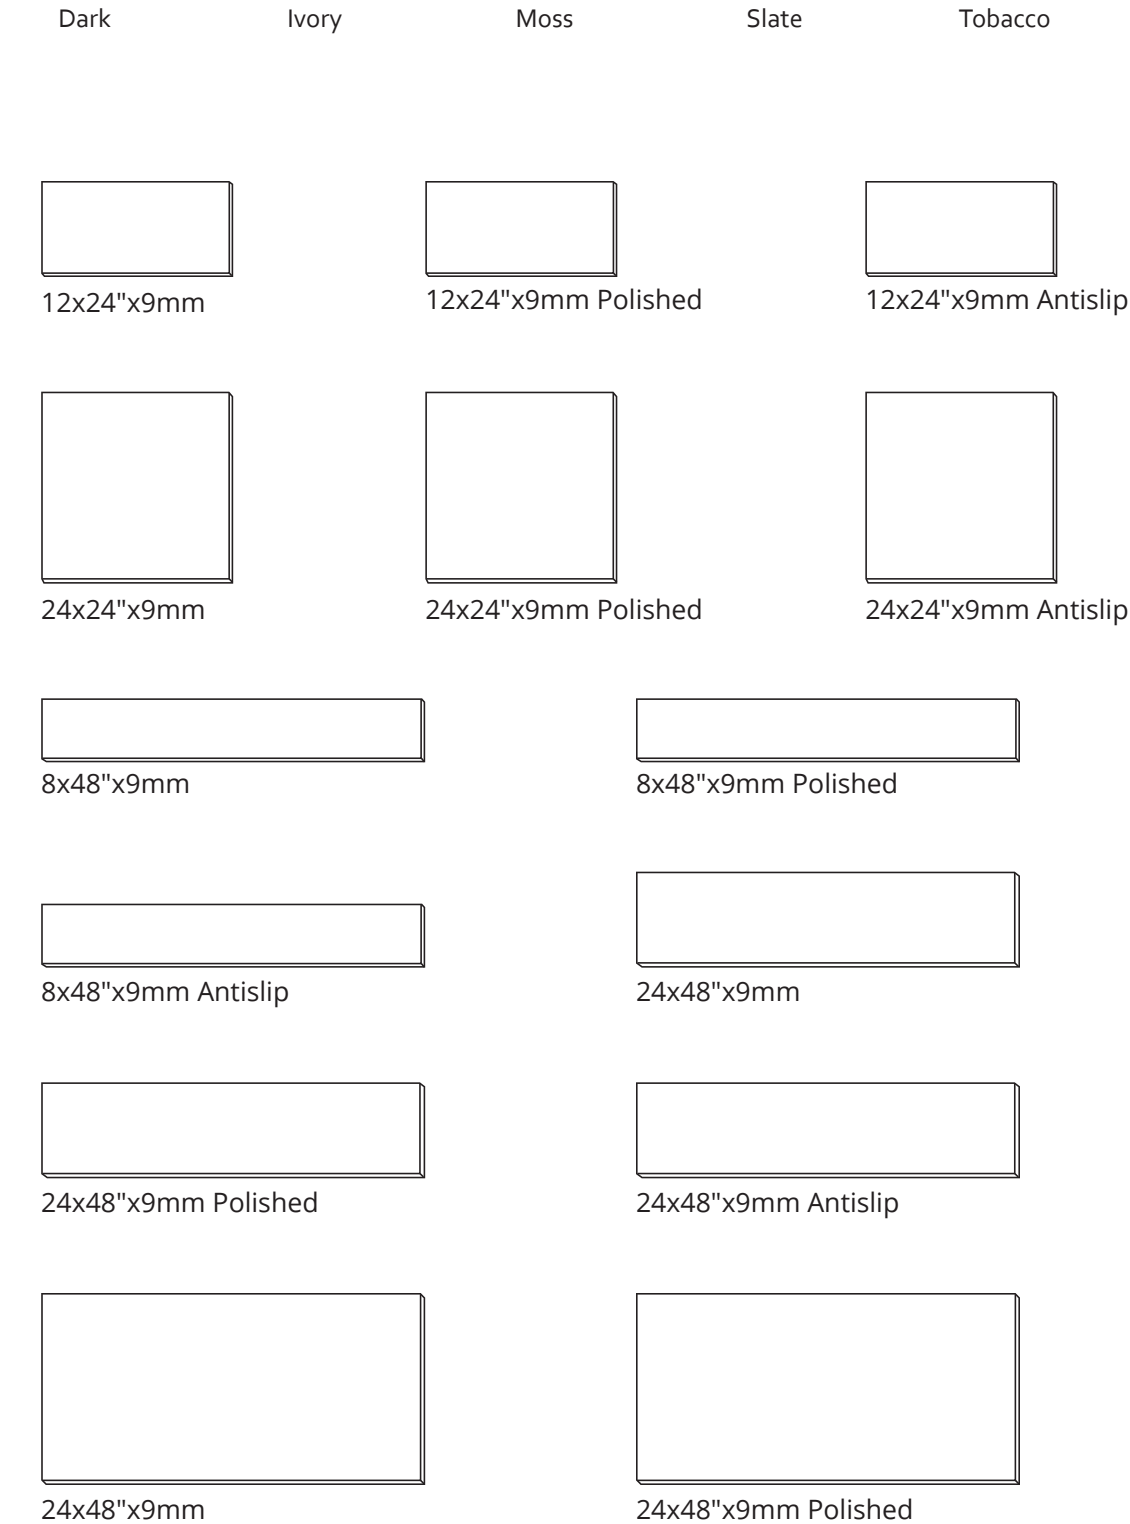 Dark Ivory Moss Slate Tobacco
12x24"x9mm 12x24"x9mm Polished 12x24"x9mm Antislip
24x24"x9mm 24x24"x9mm Polished 24x24"x9mm Antislip
8x48"x9mm 8x48"x9mm Polished
8x48"x9mm Antislip 24x48"x9mm
24x48"x9mm Polished 24x48"x9mm Antislip
24x48"x9mm 24x48"x9mm Polished